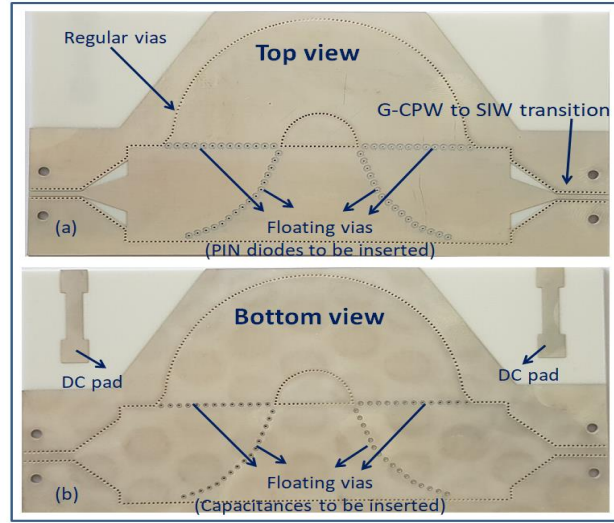 Regular vias
Top view
G-CPW to SIW transition
Floating vias
(PIN diodes to be inserted)
(a)
Bottom view
DC pad
DC pad
Floating vias
(Capacitances to be inserted)
(b)